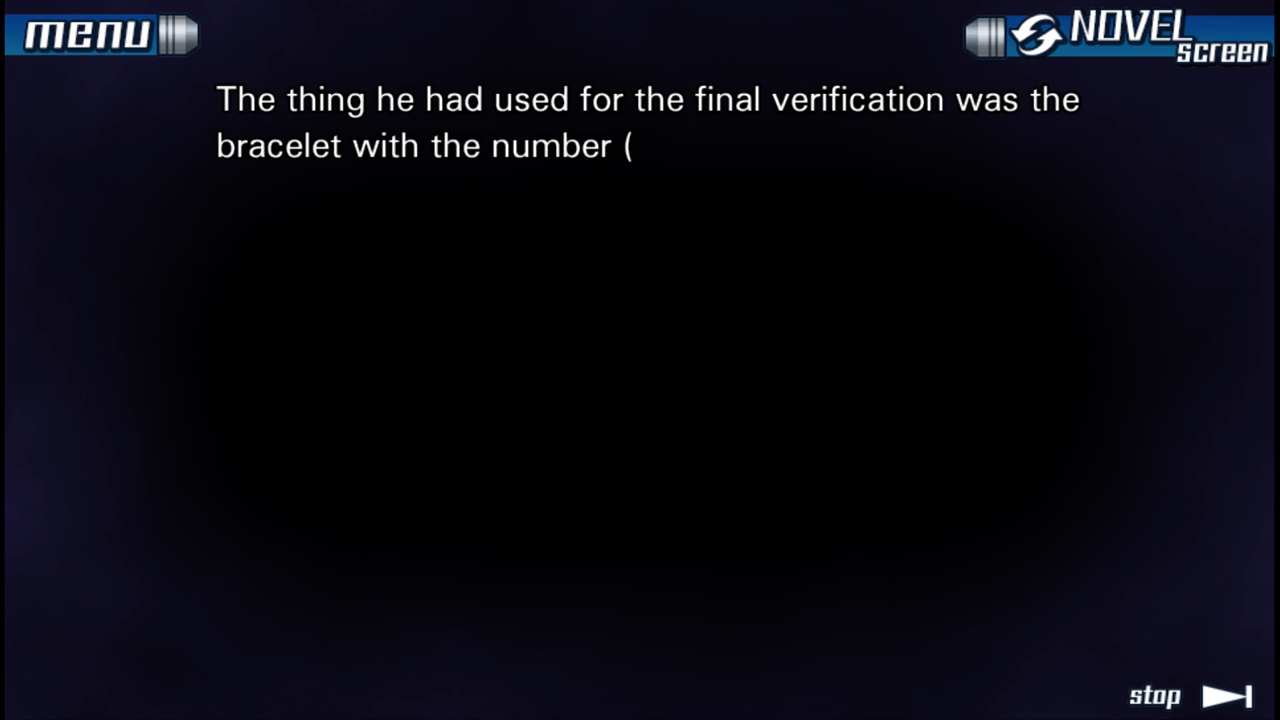 menu
NOVEL
screen
The thing he had used for the final verification was the
bracelet with the number (
stop